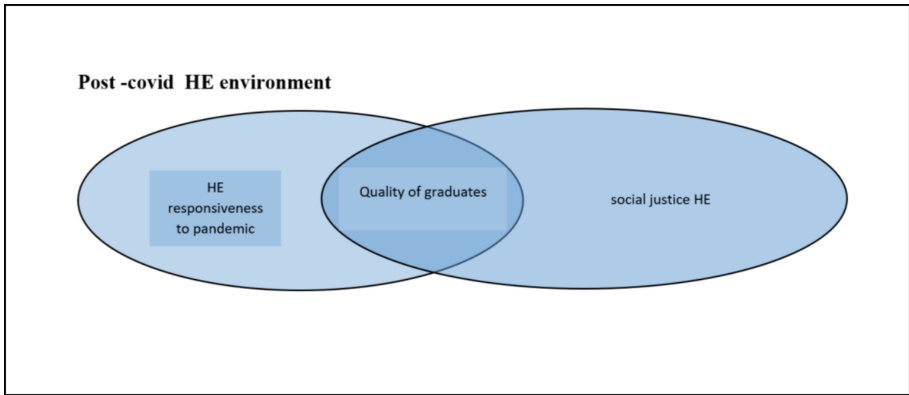 Post -covid HE environment
HE
responsiveness
to pandemic
Quality of graduates
social justice HE